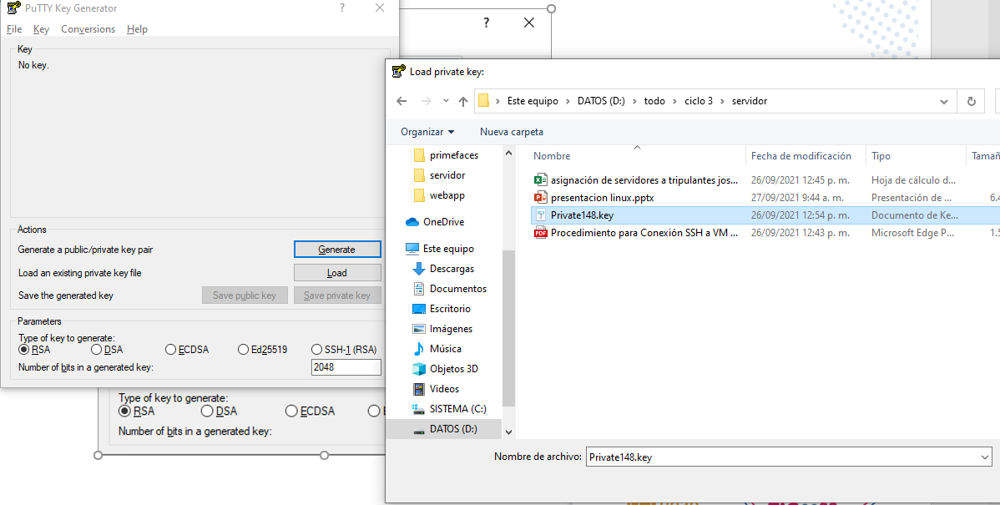 PuTTY Key Generator
?
File Key Conversions Help
Key
No key.
Actions
Generate a public/private key pair
Generate
Load an existing private key file
Load
Save the generated key
Save public key
Save private key
Parameters
Type of key to generate:
RSA DSA ECDSA Ed25519 SSH-1 (RSA)
Number of bits in a generated key:
2048
?
Type of key to generate:
RSA DSA ECDSA
Number of bits in a generated key:
Load private key:
Este equipo > DATOS (D:) > todo > ciclo 3 > servidor
Organizar Nueva carpeta
primefaces
servidor
webapp
OneDrive
Este equipo
Descargas
Documentos
Escritorio
Imágenes
Música
Objetos 3D
Videos
SISTEMA (C:)
DATOS (D:)
Nombre Fecha de modificación Tipo Tamañ
asignación de servidores a tripulantes jos... 26/09/2021 12:45 p. m. Hoja de cálculo d...
presentacion linux.pptx 27/09/2021 9:44 a. m. Presentación de ... 6.4
Private148.key 26/09/2021 12:54 p. m. Documento de Ke...
Procedimiento para Conexión SSH a VM ... 26/09/2021 12:43 p. m. Microsoft Edge P... 1.5
Nombre de archivo: Private148.key